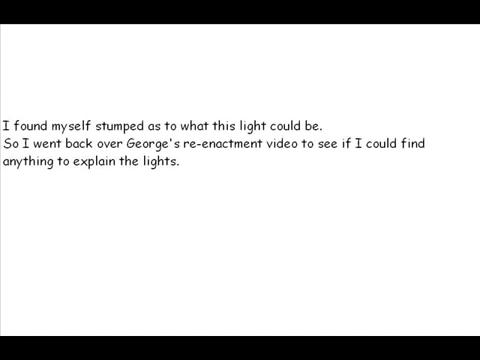 I found myself stumped as to what this light could be.
So I went back over George's re-enactment video to see if I could find
anything to explain the lights.